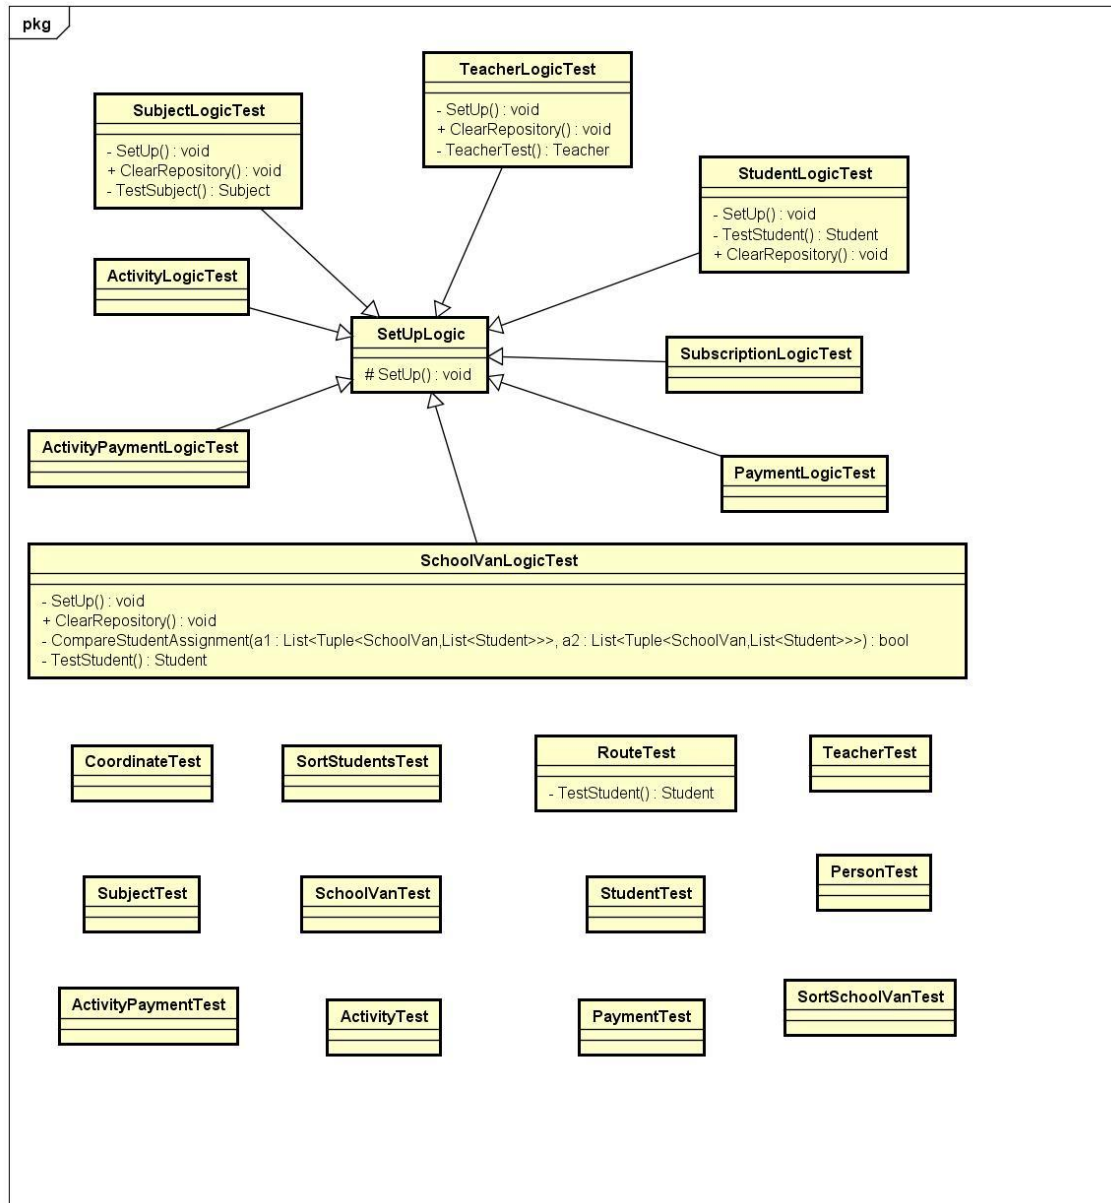 pkg
TeacherLogicTest
- SetUp() : void
+ ClearRepository() : void
- TeacherTest() : Teacher
SubjectLogicTest
- SetUp() : void
+ ClearRepository() : void
- TestSubject() : Subject
StudentLogicTest
- SetUp() : void
- TestStudent() : Student
+ ClearRepository() : void
ActivityLogicTest
SetUpLogic
# SetUp() : void
SubscriptionLogicTest
ActivityPaymentLogicTest
PaymentLogicTest
SchoolVanLogicTest
- SetUp() : void
+ ClearRepository() : void
- CompareStudentAssignment(a1 : List<Tuple<SchoolVan,List<Student>>>, a2 : List<Tuple<SchoolVan,List<Student>>>) : bool
- TestStudent() : Student
CoordinateTest
SortStudentsTest
RouteTest
- TestStudent() : Student
TeacherTest
SubjectTest
SchoolVanTest
StudentTest
PersonTest
ActivityPaymentTest
ActivityTest
PaymentTest
SortSchoolVanTest